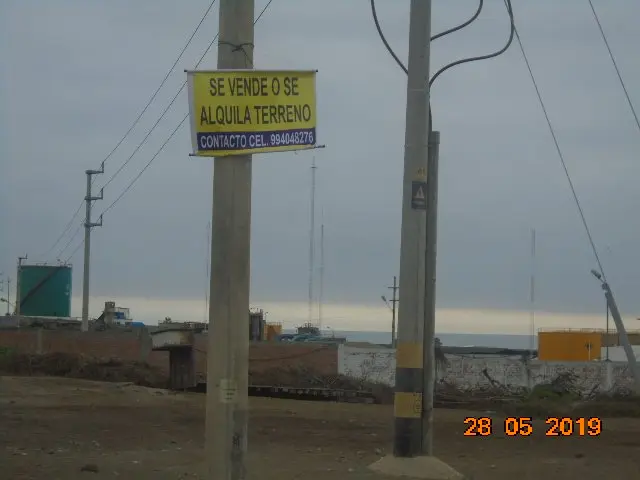 SE VENDE O SE
ALQUILA TERRENO
CONTACTO CEL. 994048276
28 05 2019